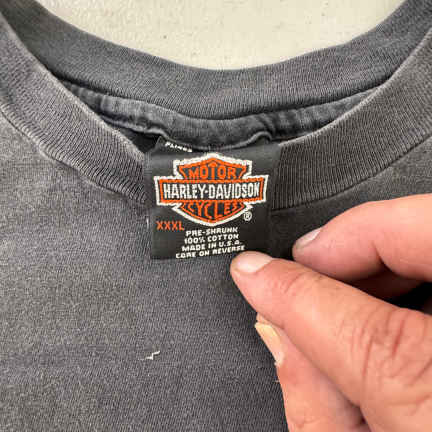 MOTOR
HARLEY-DAVIDSON
CYCLES
®
XXXL
PRE-SHRUNK
100% COTTON
MADE IN U.S.A.
CARE ON REVERSE